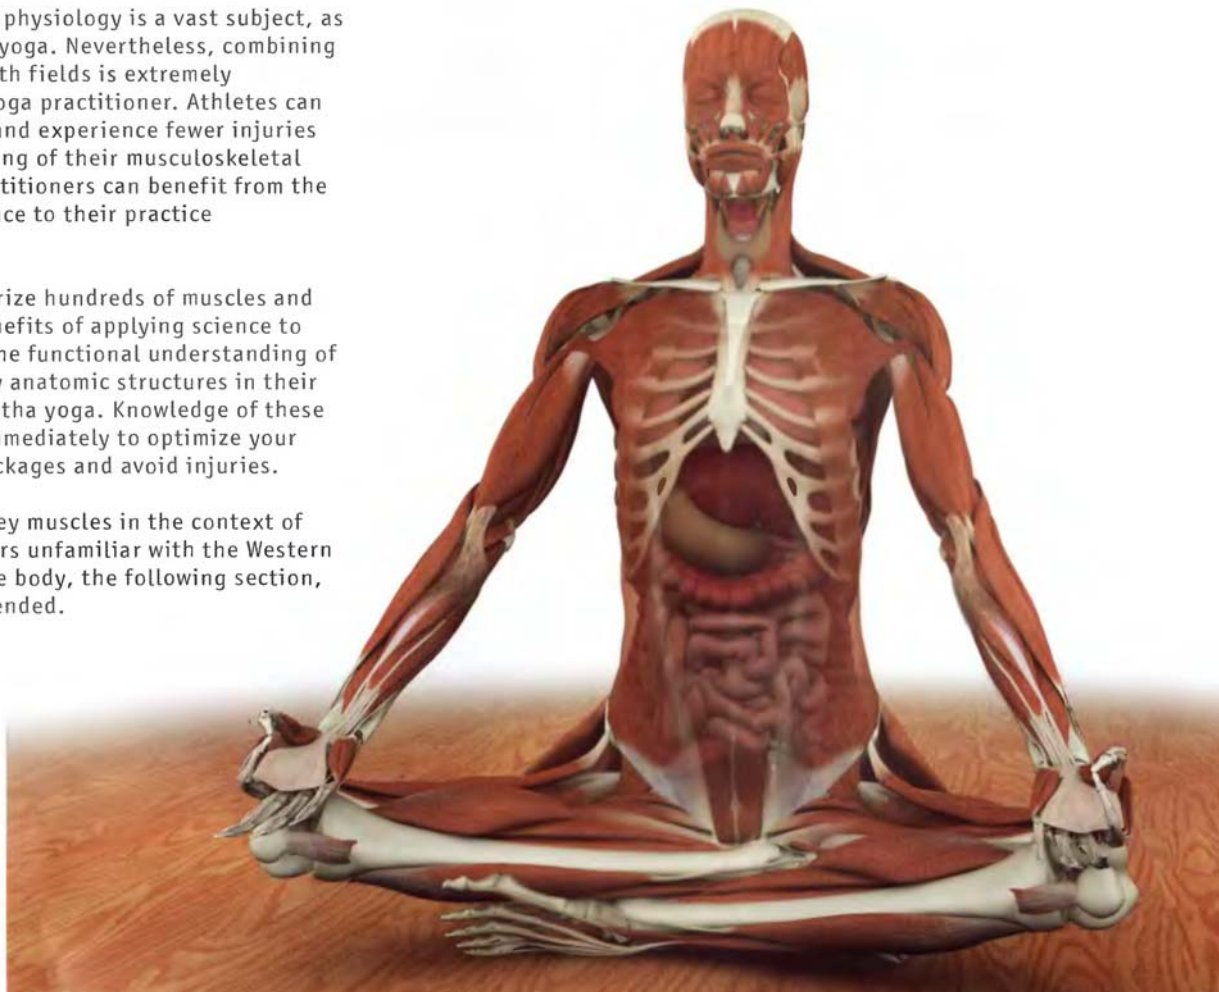 physiology is a vast subject, as
yoga. Nevertheless, combining
th fields is extremely
oga practitioner. Athletes can
and experience fewer injuries
ng of their musculoskeletal
titioners can benefit from the
ce to their practice
rize hundreds of muscles and
nefits of applying science to
he functional understanding of
y anatomic structures in their
tha yoga. Knowledge of these
mmediately to optimize your
ckages and avoid injuries.
ey muscles in the context of
rs unfamiliar with the Western
e body, the following section,
ended.